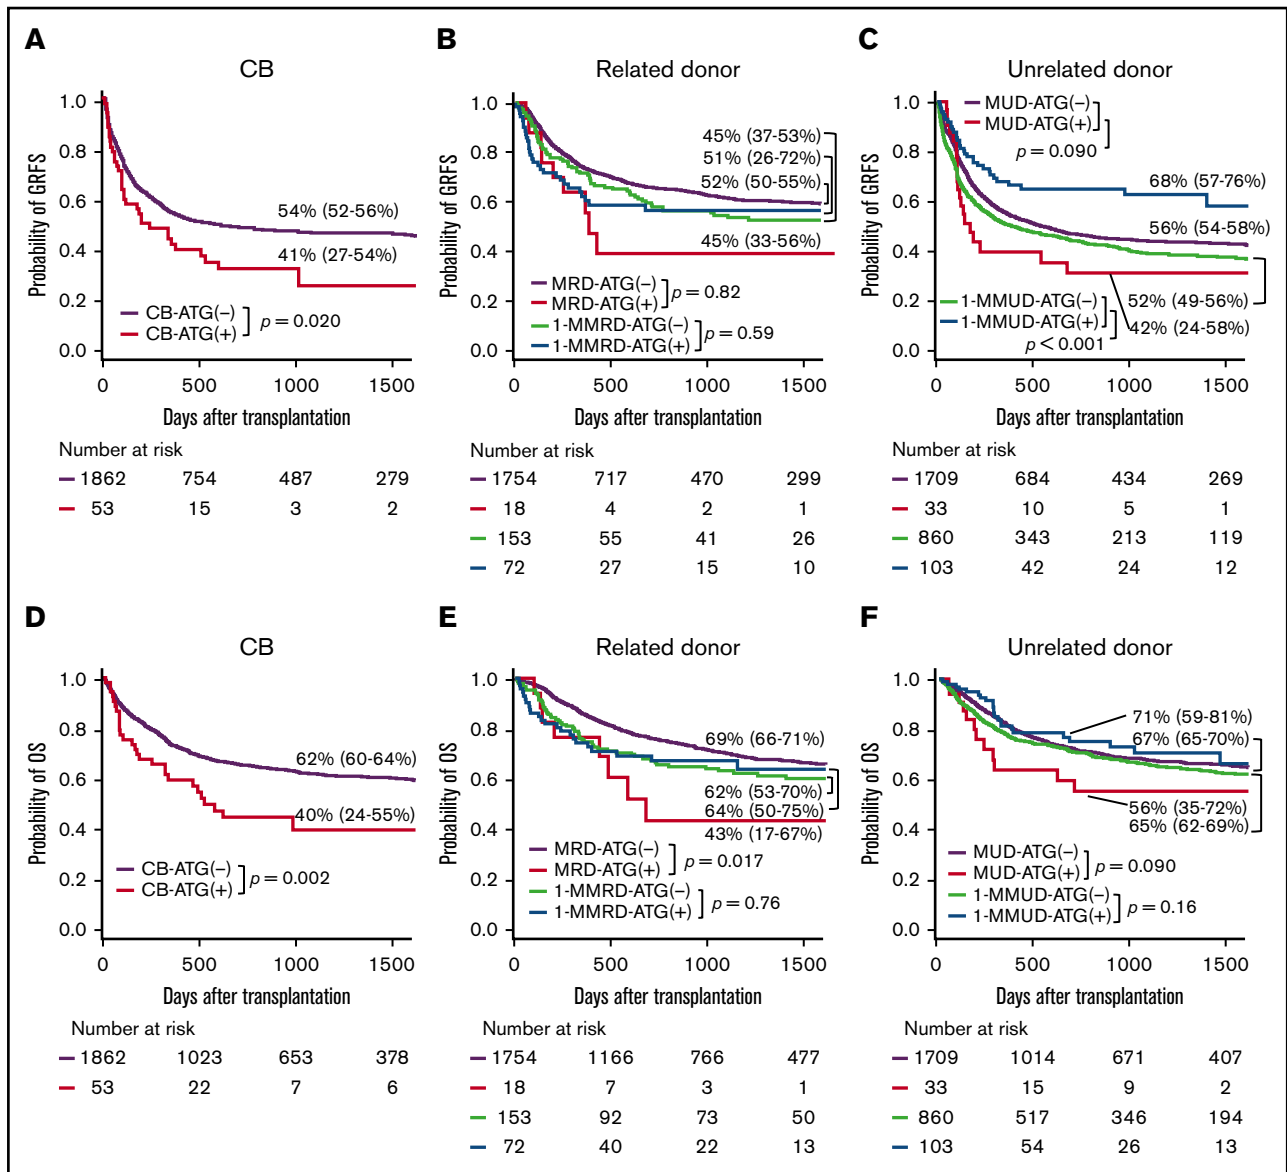 A
CB
Probability of GRFS
1.0
0.8
0.6
0.4
0.2
0.0
54% (52-56%)
41% (27-54%)
CB-ATG(−)
CB-ATG(+)
p = 0.020
0 500 1000 1500
Days after transplantation
Number at risk
1862 754 487 279
53 15 3 2
B
Related donor
Probability of GRFS
1.0
0.8
0.6
0.4
0.2
0.0
45% (37-53%)
51% (26-72%)
52% (50-55%)
45% (33-56%)
MRD-ATG(−)
MRD-ATG(+)
p = 0.82
1-MMRD-ATG(−)
1-MMRD-ATG(+)
p = 0.59
0 500 1000 1500
Days after transplantation
Number at risk
1754 717 470 299
18 4 2 1
153 55 41 26
72 27 15 10
C
Unrelated donor
Probability of GRFS
1.0
0.8
0.6
0.4
0.2
0.0
MUD-ATG(−)
MUD-ATG(+)
p = 0.090
68% (57-76%)
56% (54-58%)
52% (49-56%)
42% (24-58%)
1-MMUD-ATG(−)
1-MMUD-ATG(+)
p < 0.001
0 500 1000 1500
Days after transplantation
Number at risk
1709 684 434 269
33 10 5 1
860 343 213 119
103 42 24 12
D
CB
Probability of OS
1.0
0.8
0.6
0.4
0.2
0.0
62% (60-64%)
40% (24-55%)
CB-ATG(−)
CB-ATG(+)
p = 0.002
0 500 1000 1500
Days after transplantation
Number at risk
1862 1023 653 378
53 22 7 6
E
Related donor
Probability of OS
1.0
0.8
0.6
0.4
0.2
0.0
69% (66-71%)
62% (53-70%)
64% (50-75%)
43% (17-67%)
MRD-ATG(−)
MRD-ATG(+)
p = 0.017
1-MMRD-ATG(−)
1-MMRD-ATG(+)
p = 0.76
0 500 1000 1500
Days after transplantation
Number at risk
1754 1166 766 477
18 7 3 1
153 92 73 50
72 40 22 13
F
Unrelated donor
Probability of OS
1.0
0.8
0.6
0.4
0.2
0.0
71% (59-81%)
67% (65-70%)
56% (35-72%)
65% (62-69%)
MUD-ATG(−)
MUD-ATG(+)
p = 0.090
1-MMUD-ATG(−)
1-MMUD-ATG(+)
p = 0.16
0 500 1000 1500
Days after transplantation
Number at risk
1709 1014 671 407
33 15 9 2
860 517 346 194
103 54 26 13